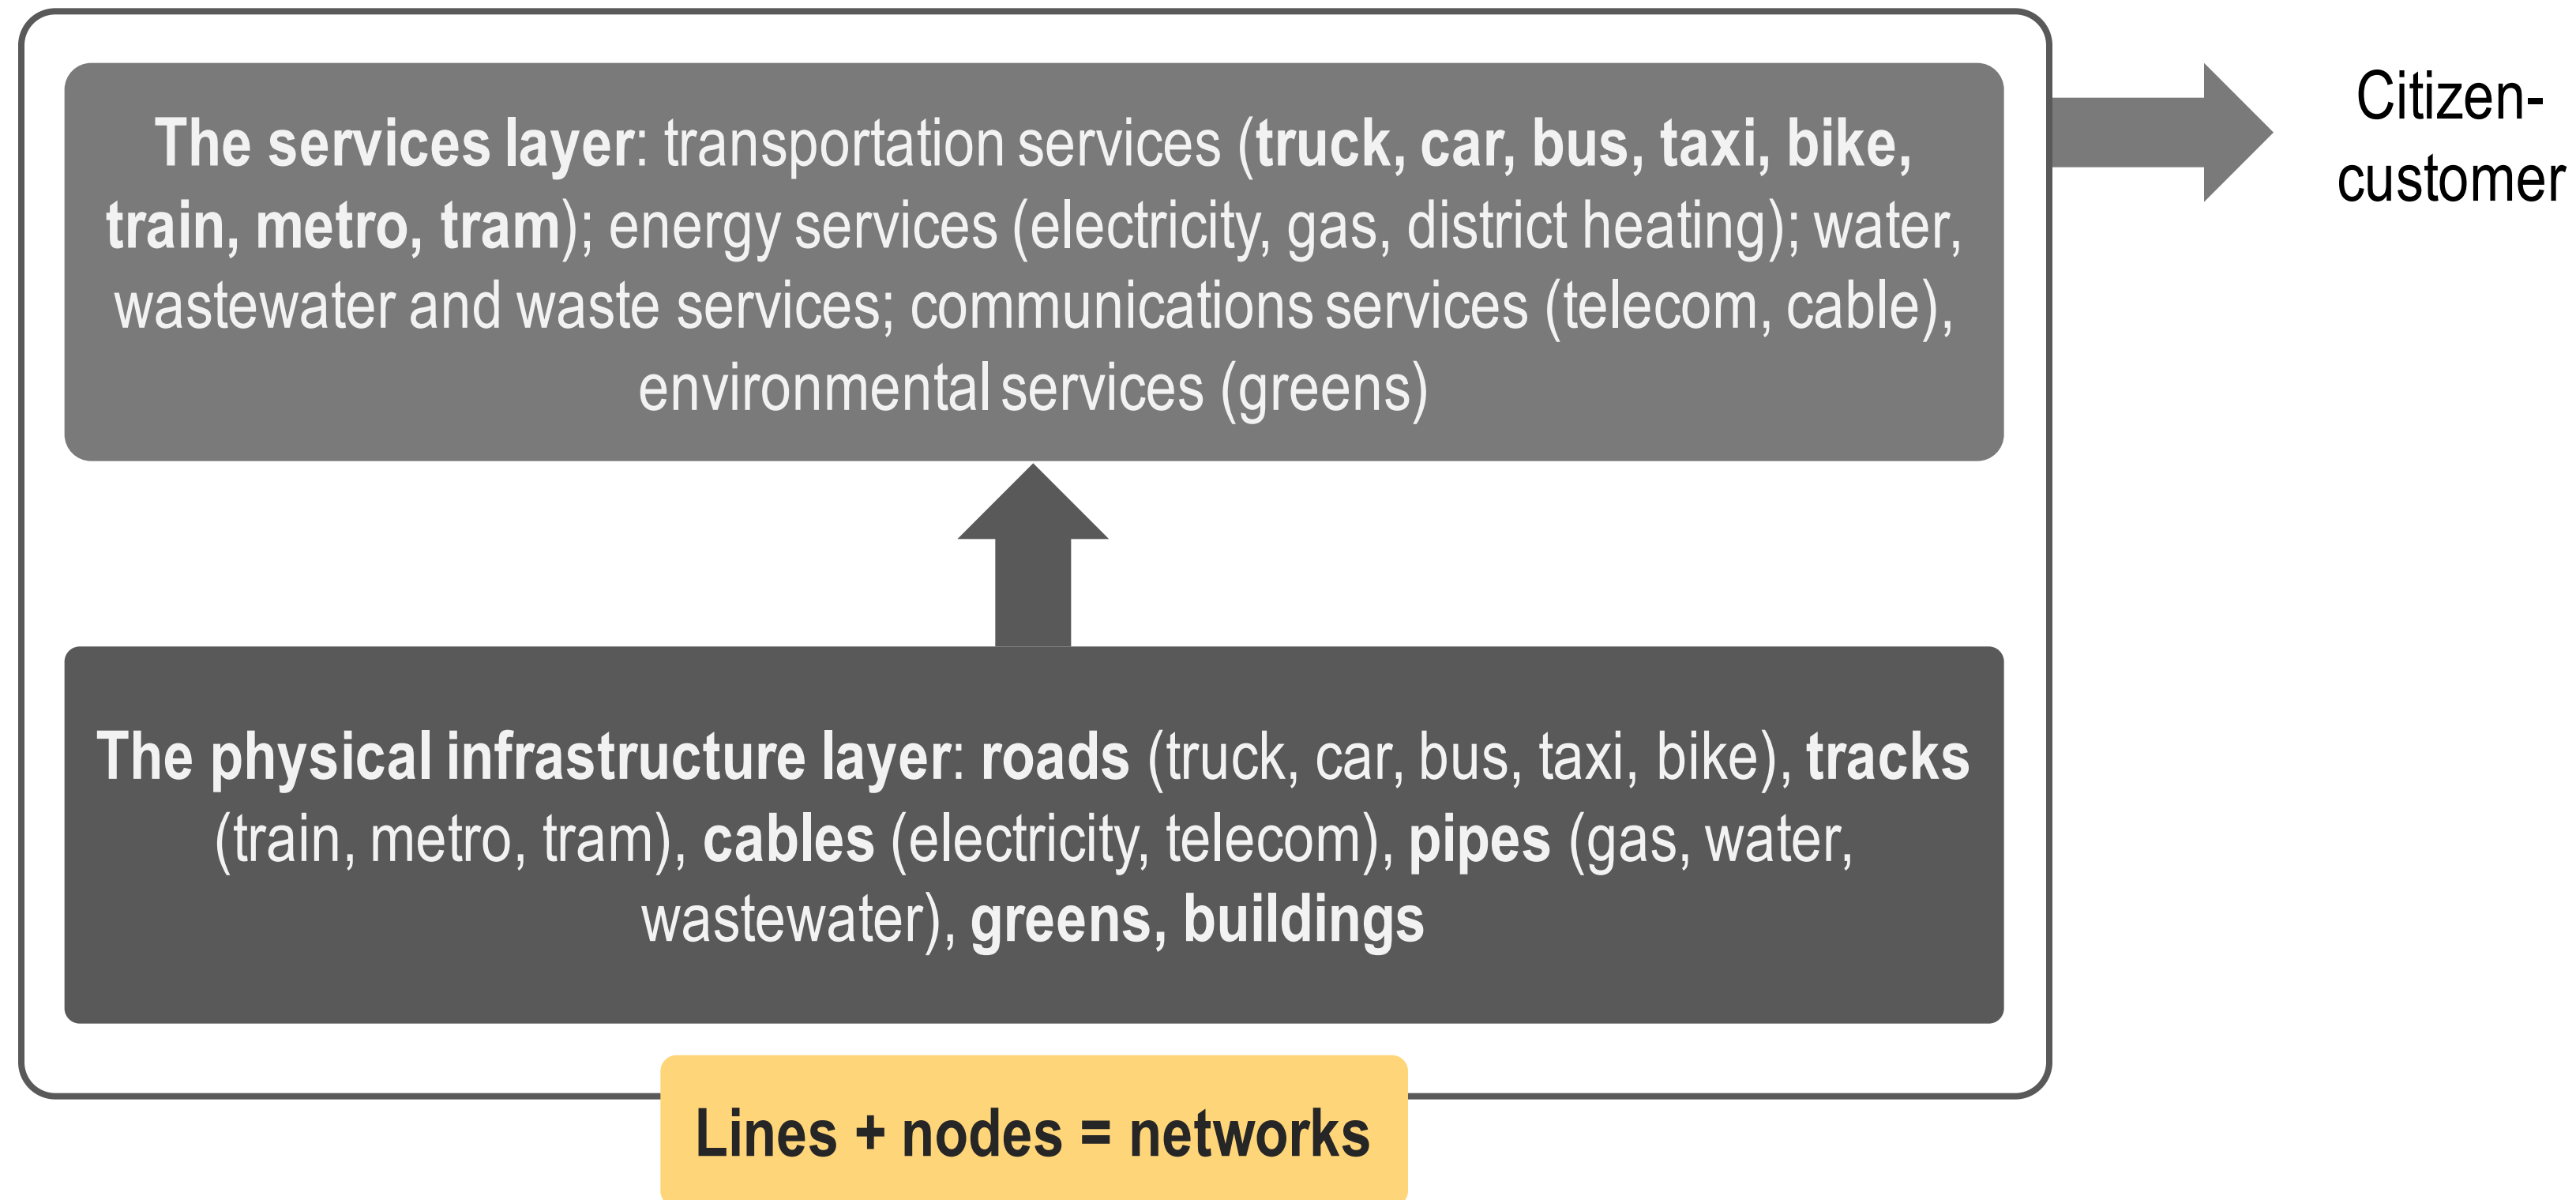 The services layer: transportation services (truck, car, bus, taxi, bike,
train, metro, tram); energy services (electricity, gas, district heating); water,
wastewater and waste services; communications services (telecom, cable),
environmental services (greens)
Citizen-
customer
The physical infrastructure layer: roads (truck, car, bus, taxi, bike), tracks
(train, metro, tram), cables (electricity, telecom), pipes (gas, water,
wastewater), greens, buildings
Lines + nodes = networks